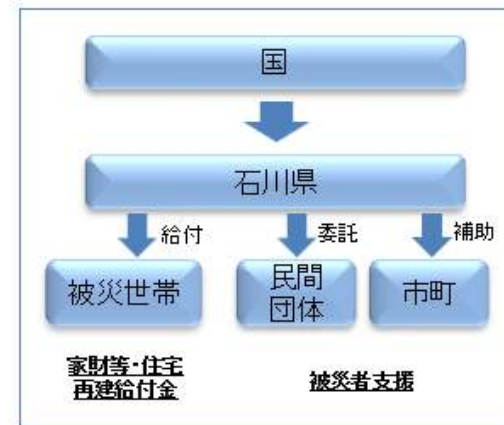 国
石川県
給付
委託
補助
被災世帯
民間
団体
市町
家財等・住宅
再建給付金
被災者支援